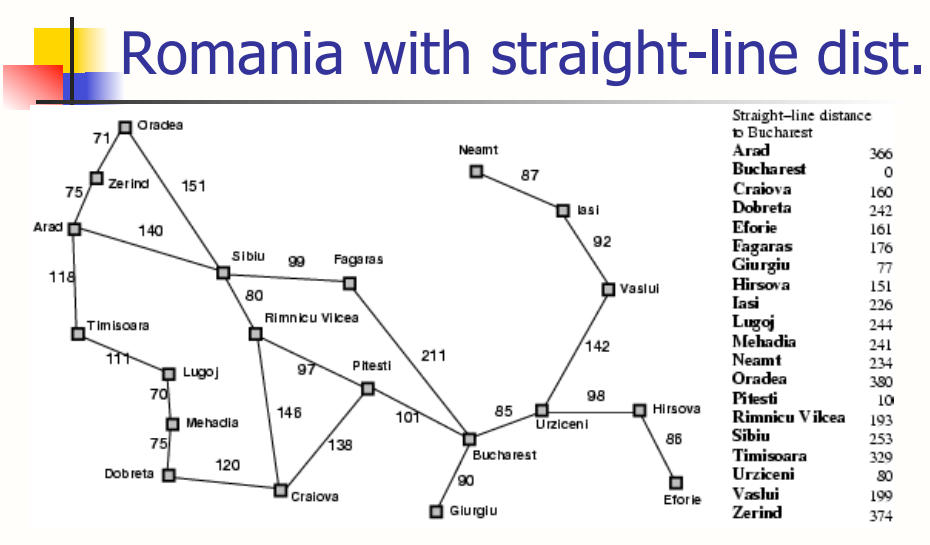 Romania with straight-line dist.
Straight–line distance
to Bucharest
Arad 366
Bucharest 0
Craiova 160
Dobreta 242
Eforie 161
Fagaras 176
Giurgiu 77
Hirsova 151
Iasi 226
Lugoj 244
Mehadia 241
Neamt 234
Oradea 380
Pitesti 10
Rimnicu Vilcea 193
Sibiu 253
Timisoara 329
Urziceni 80
Vaslui 199
Zerind 374
Oradea
71
Zerind
75
151
Arad
140
118
Sibiu
99
Fagaras
80
Rimnicu Vilcea
Timisoara
111
Lugoj
70
Mehadia
75
Dobreta
120
146
97
Pitesti
211
138
101
Craiova
Neamt
87
Iasi
92
Vaslui
142
85
98
Urziceni
Hirsova
86
Bucharest
90
Giurgiu
Eforie